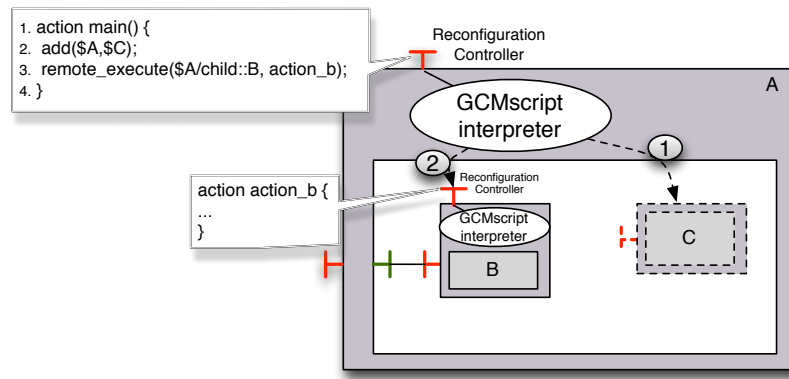 1. action main() {
2. add($A,$C);
3. remote_execute($A/child::B, action_b);
4. }
Reconfiguration
Controller
A
GCMscript
interpreter
1
2
Reconfiguration
Controller
action action_b {
...
}
GCMscript
interpreter
B
C